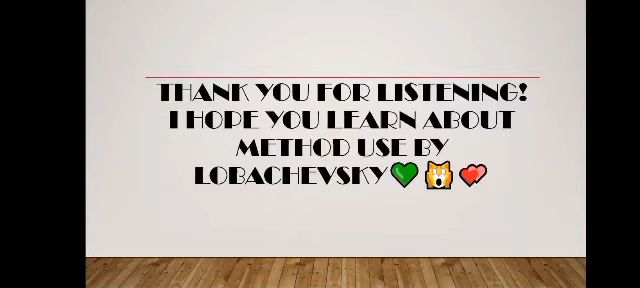 THANK YOU FOR LISTENING!
I HOPE YOU LEARN ABOUT
METHOD USE BY
LOBACHEVSKY💚🙀💕